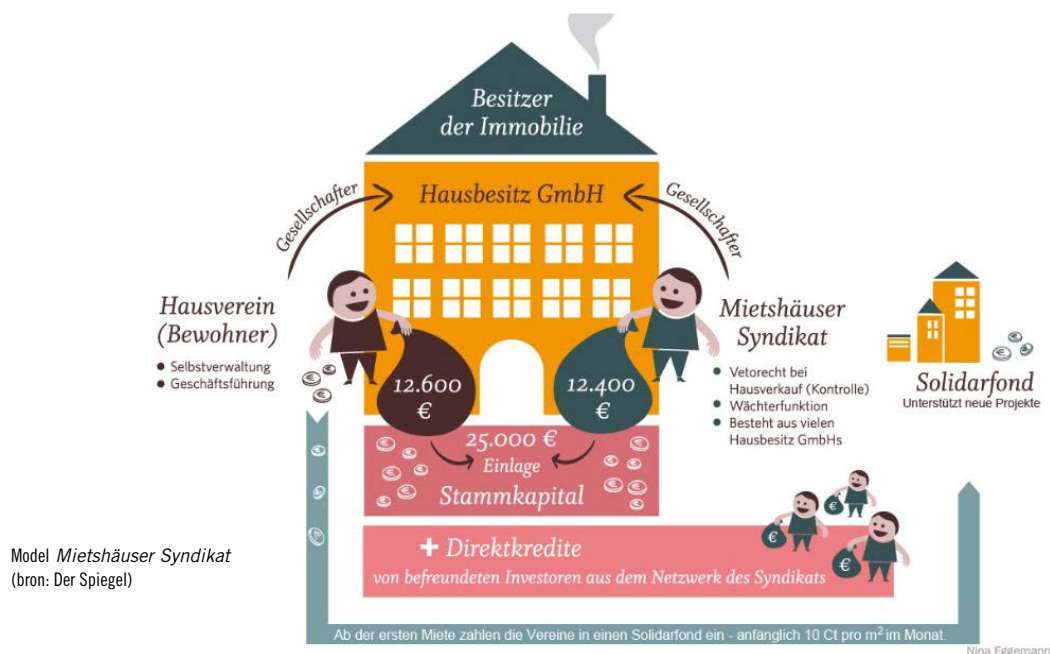 Besitzer
der Immobilie
Hausbesitz GmbH
Gesellschafter
Gesellschafter
Hausverein
(Bewohner)
• Selbstverwaltung
• Geschäftsführung
12.600
€
12.400
€
Mietshäuser
Syndikat
• Vetorecht bei
Hausverkauf (Kontrolle)
• Wächterfunktion
• Besteht aus vielen
Hausbesitz GmbHs
Solidarfond
Unterstützt neue Projekte
25.000 €
Einlage
Stammkapital
+ Direktkredite
von befreundeten Investoren aus dem Netzwerk des Syndikats
€
€
€
Model Mietshäuser Syndikat
(bron: Der Spiegel)
Ab der ersten Miete zahlen die Vereine in einen Solidarfond ein - anfänglich 10 Ct pro m² im Monat.
Nina Eggemann